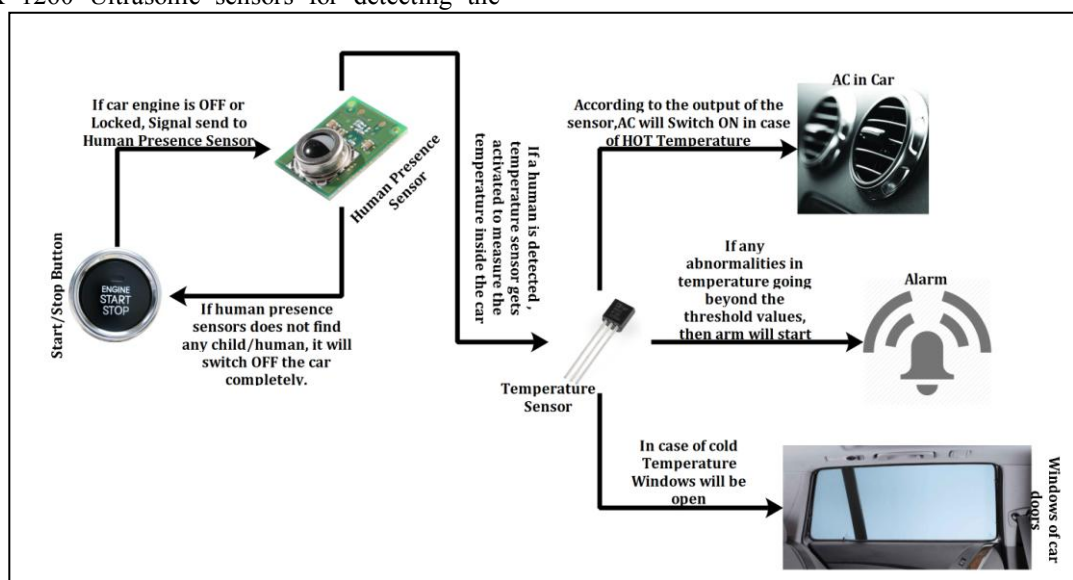 1200 Ultrasonic sensors for detecting the
If car engine is OFF or
Locked, Signal send to
Human Presence Sensor
Human Presence
Sensor
Start/Stop Button
ENGINE
START
STOP
If human presence
sensors does not find
any child/human, it will
switch OFF the car
completely.
If a human is detected ,
temperature sensor gets
activated to measure the
temperature inside the car
Temperature
Sensor
AC in Car
According to the output of the
sensor,AC will Switch ON in case
of HOT Temperature
If any
abnormalities in
temperature going
beyond the
threshold values,
then arm will start
Alarm
In case of cold
Temperature
Windows will be
open
Windows of car
doors